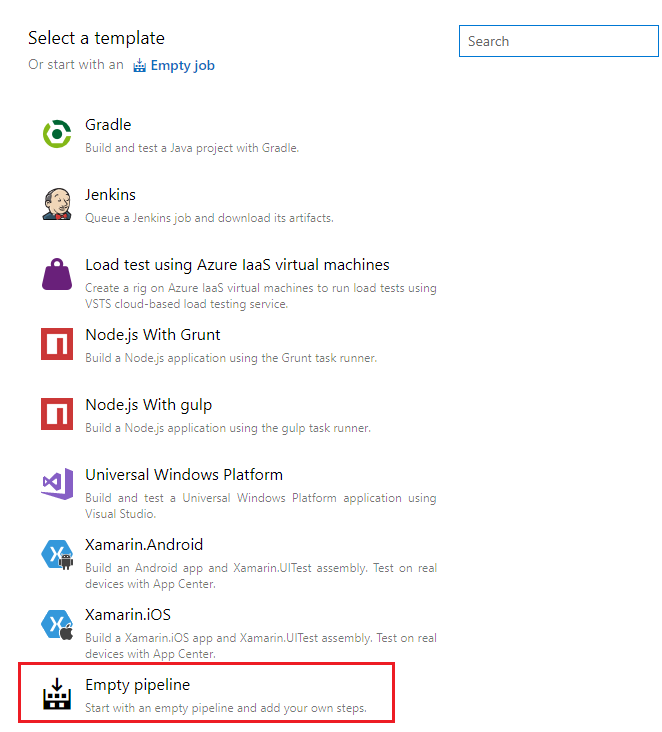 Select a template
Search
Or start with an Empty job
Gradle
Build and test a Java project with Gradle.
Jenkins
Queue a Jenkins job and download its artifacts.
Load test using Azure IaaS virtual machines
Create a rig on Azure IaaS virtual machines to run load tests using
VSTS cloud-based load testing service.
Node.js With Grunt
Build a Node.js application using the Grunt task runner.
Node.js With gulp
Build a Node.js application using the gulp task runner.
Universal Windows Platform
Build and test a Universal Windows Platform application using
Visual Studio.
Xamarin.Android
Build an Android app and Xamarin.UITest assembly. Test on real
devices with App Center.
Xamarin.iOS
Build a Xamarin.iOS app and Xamarin.UITest assembly. Test on real
devices with App Center.
Empty pipeline
Start with an empty pipeline and add your own steps.